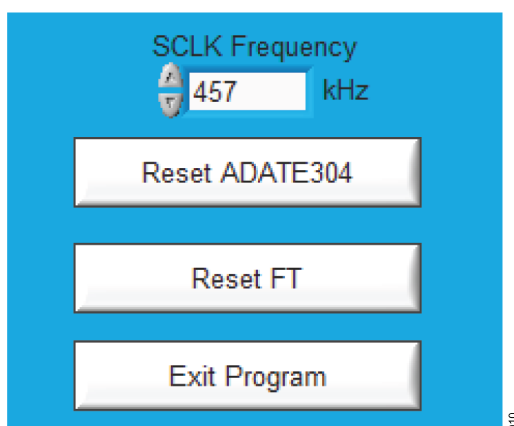 SCLK Frequency
457 kHz
Reset ADATE304
Reset FT
Exit Program